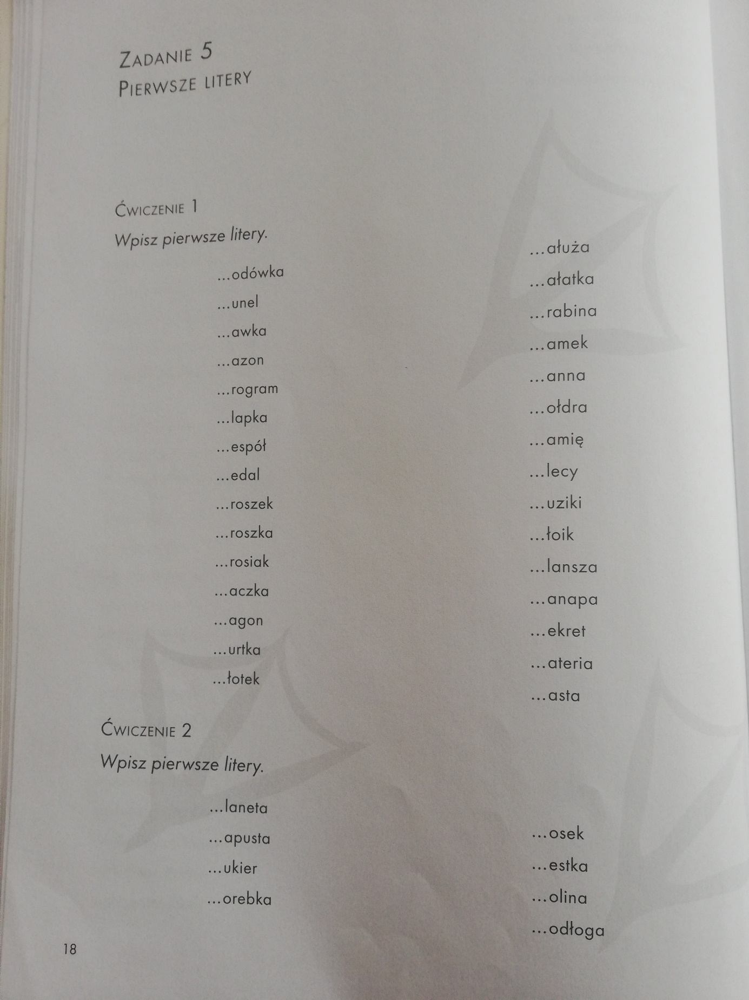 ZADANIE 5
PIERWSZE LITERY
ĆWICZENIE 1
Wpisz pierwsze litery.
...odówka
...unel
...awka
...azon
...rogram
...lapka
...espół
...edal
...roszek
...roszka
...rosiak
...aczka
...agon
...urtka
...łotek
...ałuża
...ałatka
...rabina
...amek
...anna
...ołdra
...amię
...lecy
...uziki
...łoik
...lansza
...anapa
...ekret
...ateria
...asta
ĆWICZENIE 2
Wpisz pierwsze litery.
...laneta
...apusta
...ukier
...orebka
...osek
...estka
...olina
...odłoga
18